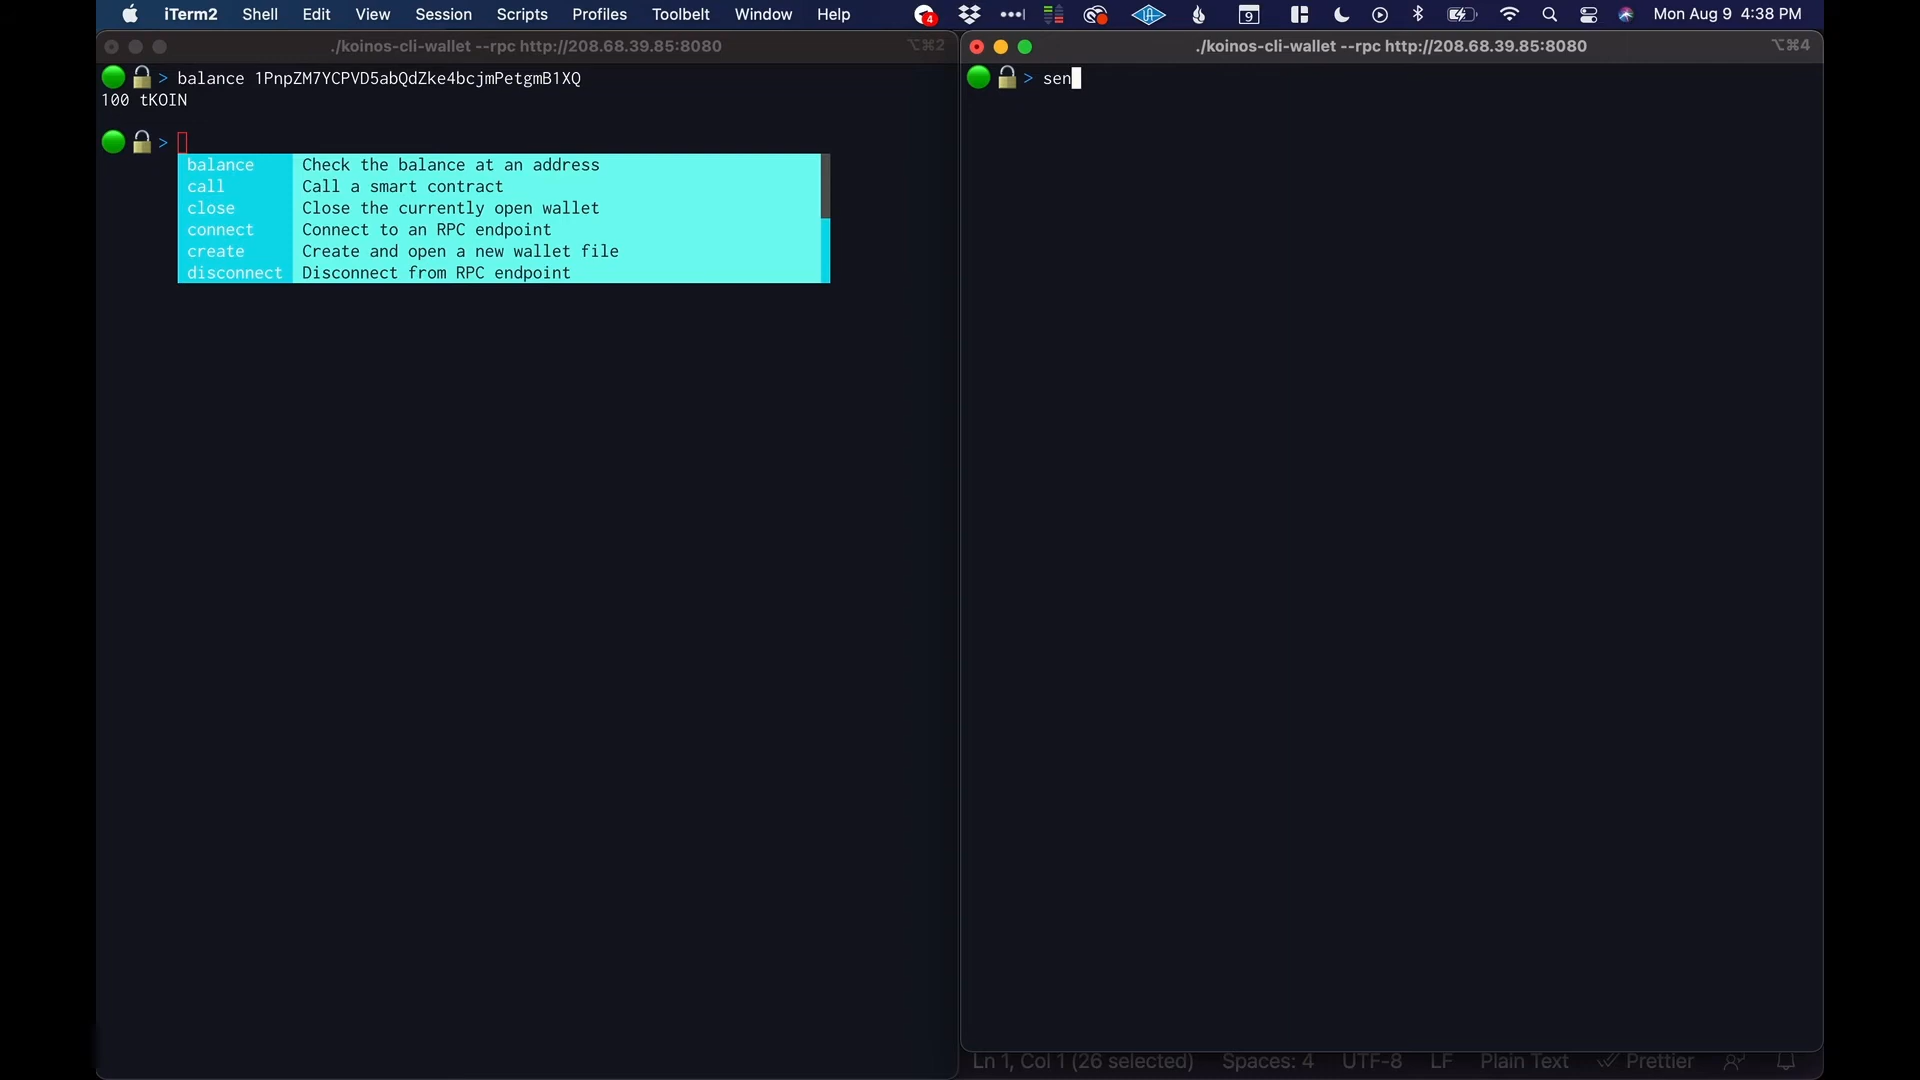 iTerm2 Shell Edit View Session Scripts Profiles Toolbelt Window Help 4 9 Mon Aug 9 4:38 PM
./koinos-cli-wallet --rpc http://208.68.39.85:8080 ⌥⌘2
> balance 1PnpZM7YCPVD5abQdZke4bcjmPetgmB1XQ
100 tKOIN
>
balance Check the balance at an address
call Call a smart contract
close Close the currently open wallet
connect Connect to an RPC endpoint
create Create and open a new wallet file
disconnect Disconnect from RPC endpoint
./koinos-cli-wallet --rpc http://208.68.39.85:8080 ⌥⌘4
> sen
Ln 1, Col 1 (26 selected) Spaces: 4 UTF-8 LF Plain Text Prettier